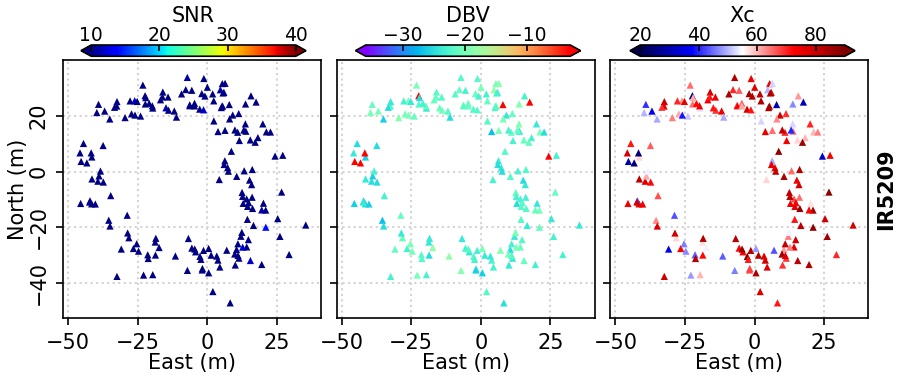 SNR DBV Xc
10 20 30 40 −30 −20 −10 20 40 60 80
20
0
−20
−40
North (m)
−50 −25 0 25 −50 −25 0 25 −50 −25 0 25
East (m) East (m) East (m)
IR5209